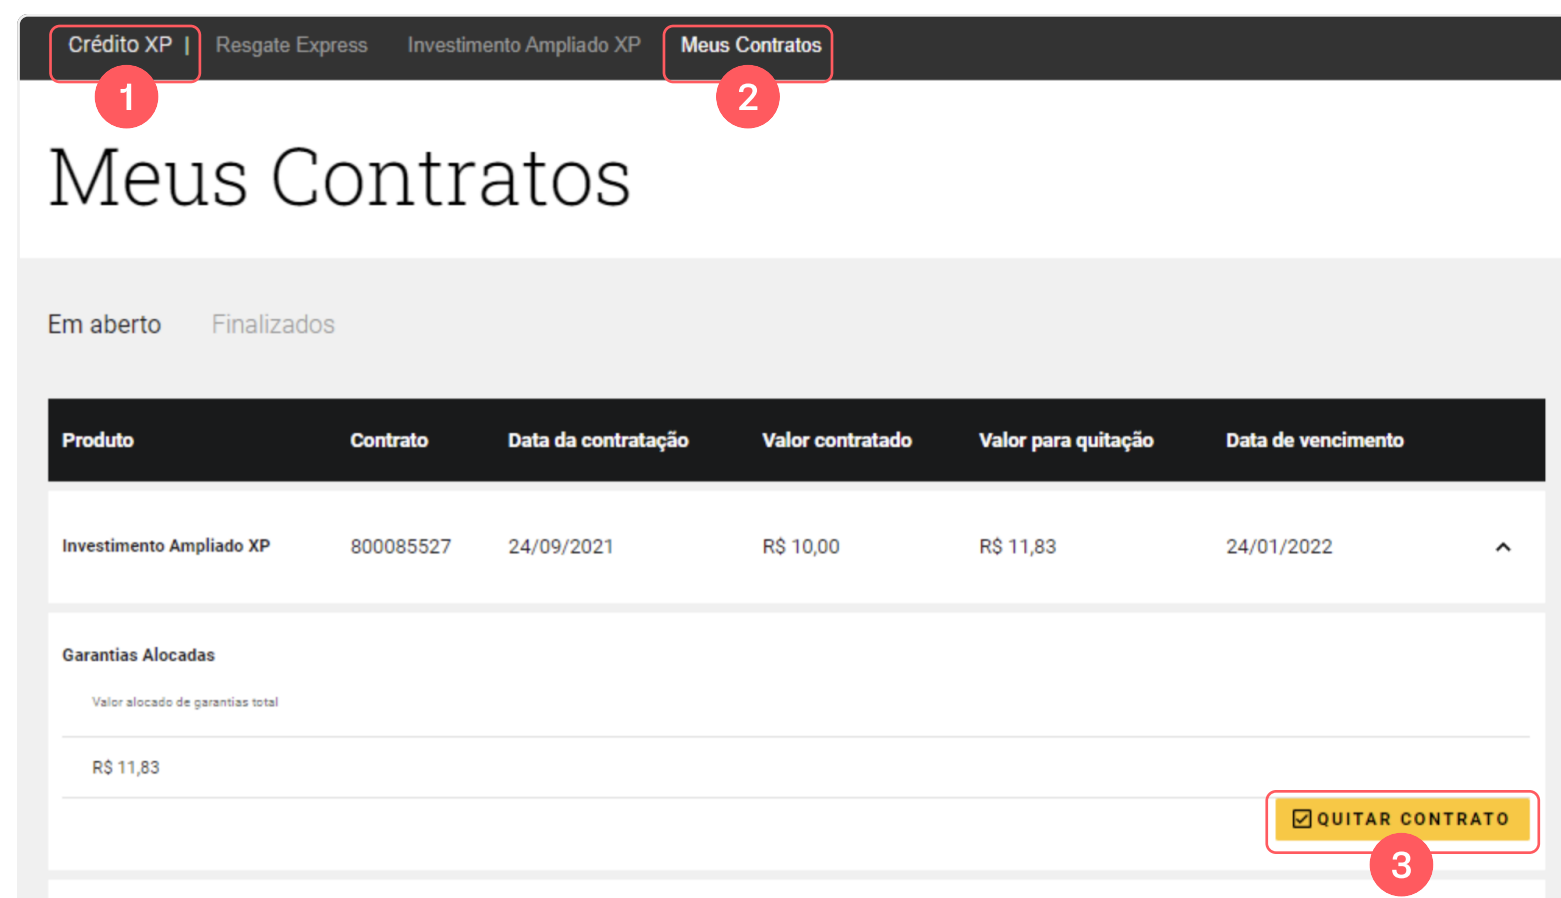 Crédito XP | Resgate Express Investimento Ampliado XP Meus Contratos
1 2
Meus Contratos
Em aberto Finalizados
Produto Contrato Data da contratação Valor contratado Valor para quitação Data de vencimento
Investimento Ampliado XP 800085527 24/09/2021 R$ 10,00 R$ 11,83 24/01/2022
Garantias Alocadas
Valor alocado de garantias total
R$ 11,83
QUITAR CONTRATO
3